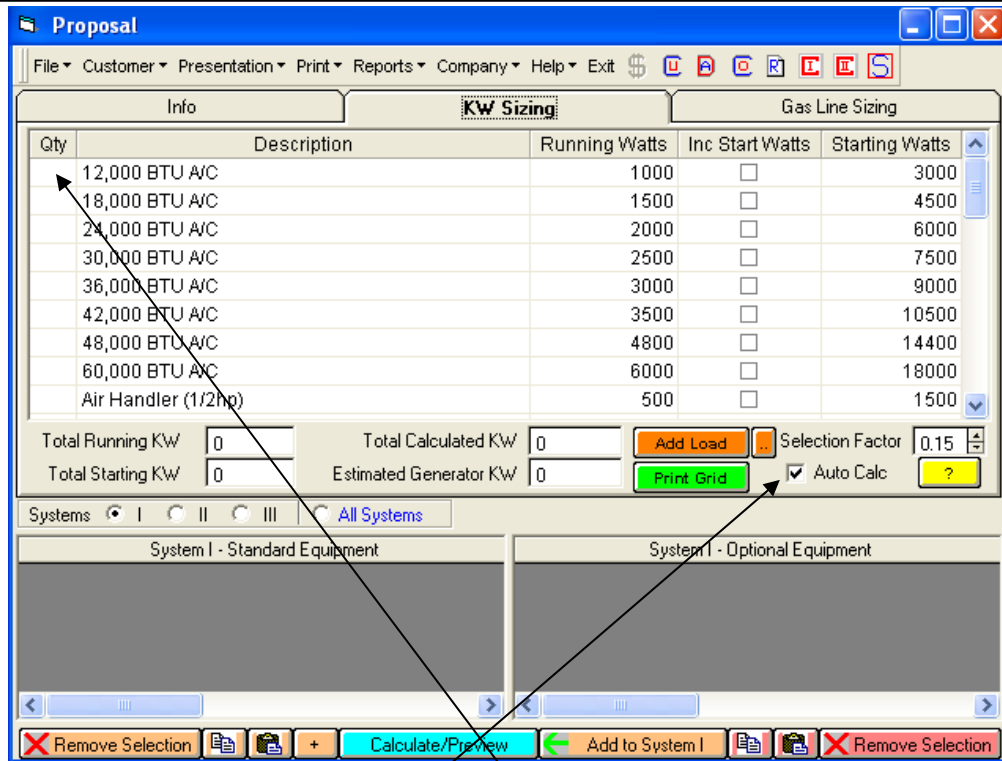 Proposal
File Customer Presentation Print Reports Company Help Exit $ U A C R I II S
Info KW Sizing Gas Line Sizing
Qty Description Running Watts Inc Start Watts Starting Watts
12,000 BTU A/C 1000 3000
18,000 BTU A/C 1500 4500
24,000 BTU A/C 2000 6000
30,000 BTU A/C 2500 7500
36,000 BTU A/C 3000 9000
42,000 BTU A/C 3500 10500
48,000 BTU A/C 4800 14400
60,000 BTU A/C 6000 18000
Air Handler (1/2hp) 500 1500
Total Running KW 0 Total Calculated KW 0 Add Load .. Selection Factor 0.15
Total Starting KW 0 Estimated Generator KW 0 Print Grid Auto Calc ?
Systems I II III All Systems
System I - Standard Equipment System I - Optional Equipment
Remove Selection + Calculate/Preview Add to System I Remove Selection